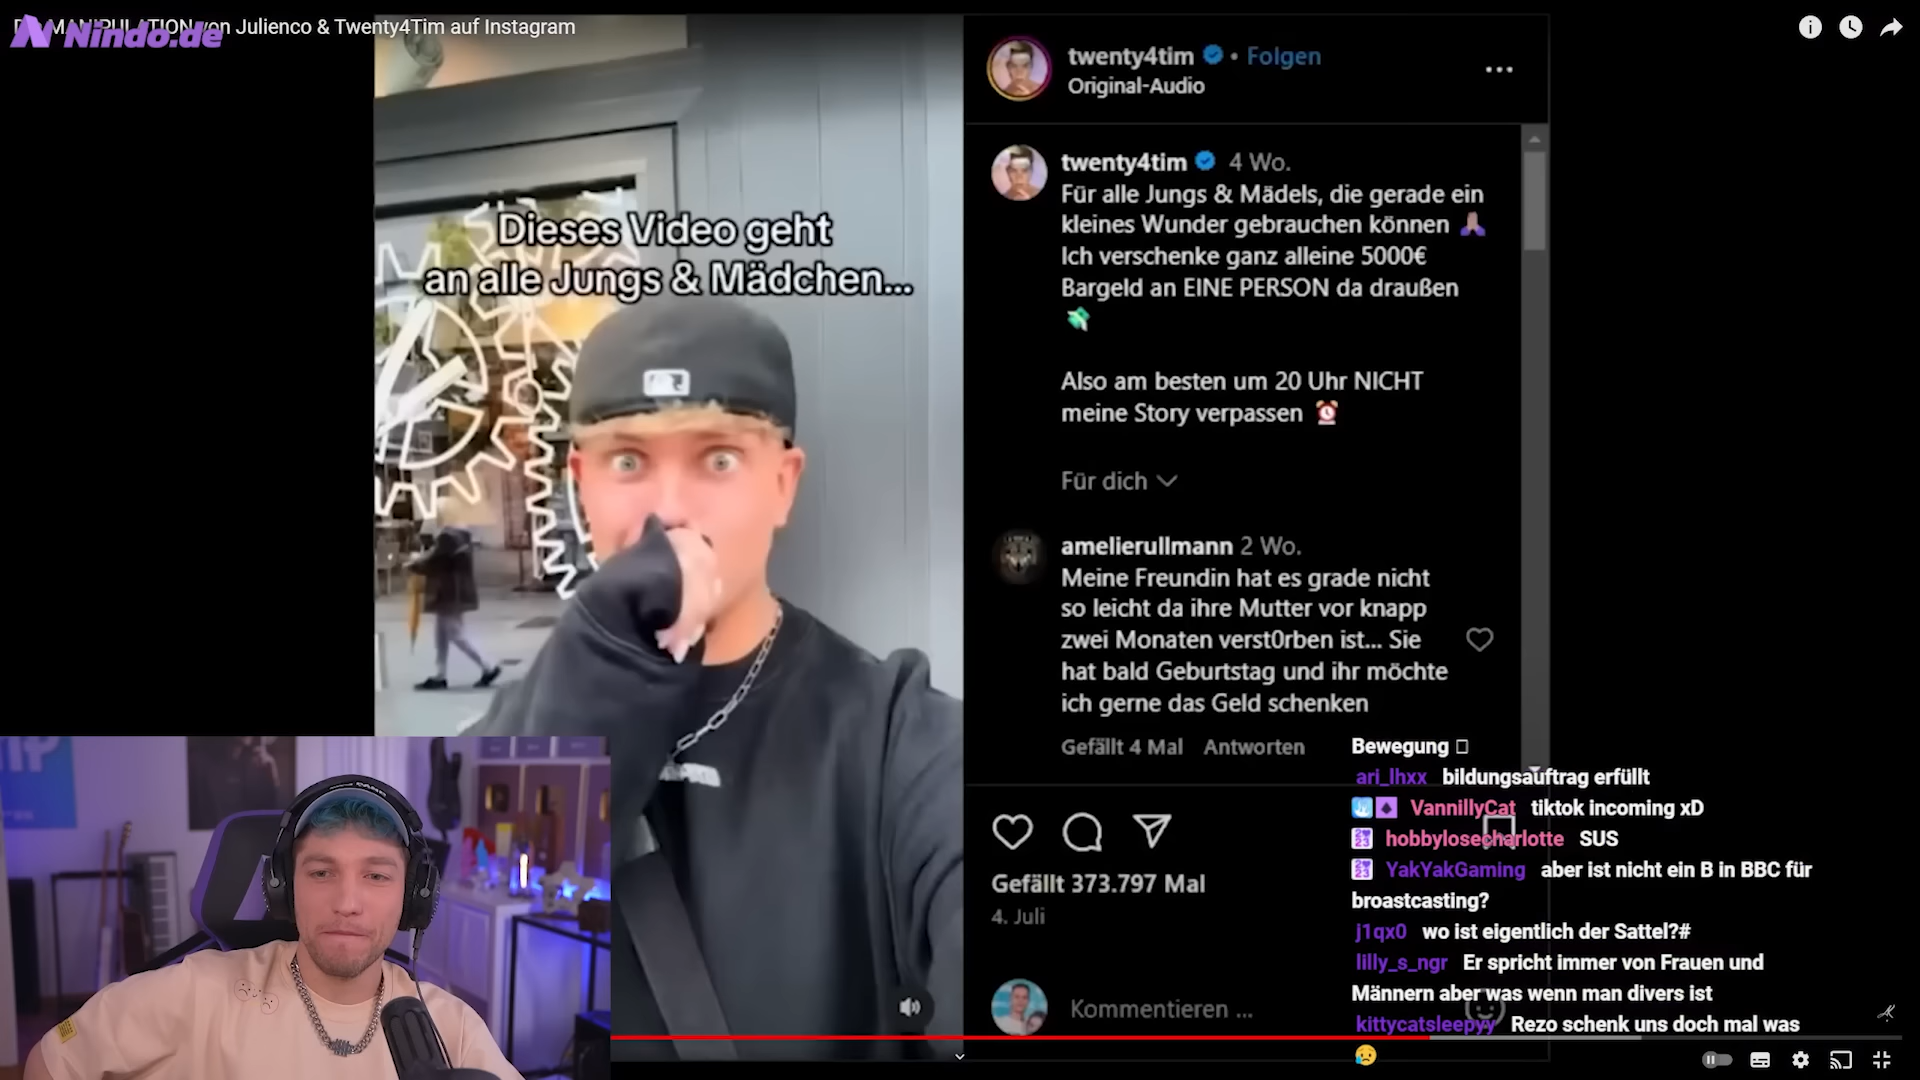 DIE MANIPULATION von Julienco & Twenty4Tim auf Instagram
Nindo.de
Dieses Video geht
an alle Jungs & Mädchen...
twenty4tim • Folgen
Original-Audio
twenty4tim 4 Wo.
Für alle Jungs & Mädels, die gerade ein
kleines Wunder gebrauchen können 🙏🏽
Ich verschenke ganz alleine 5000€
Bargeld an EINE PERSON da draußen
💸
Also am besten um 20 Uhr NICHT
meine Story verpassen ⏰
Für dich
amelierullmann 2 Wo.
Meine Freundin hat es grade nicht
so leicht da ihre Mutter vor knapp
zwei Monaten verst0rben ist... Sie
hat bald Geburtstag und ihr möchte
ich gerne das Geld schenken
Gefällt 4 Mal Antworten
Gefällt 373.797 Mal
4. Juli
Kommentieren ...
Bewegung
ari_lhxx bildungsauftrag erfüllt
VannillyCat tiktok incoming xD
hobbylosecharlotte SUS
YakYakGaming aber ist nicht ein B in BBC für
broastcasting?
j1qx0 wo ist eigentlich der Sattel?#
lilly_s_ngr Er spricht immer von Frauen und
Männern aber was wenn man divers ist
kittycatsleepyy Rezo schenk uns doch mal was
😥